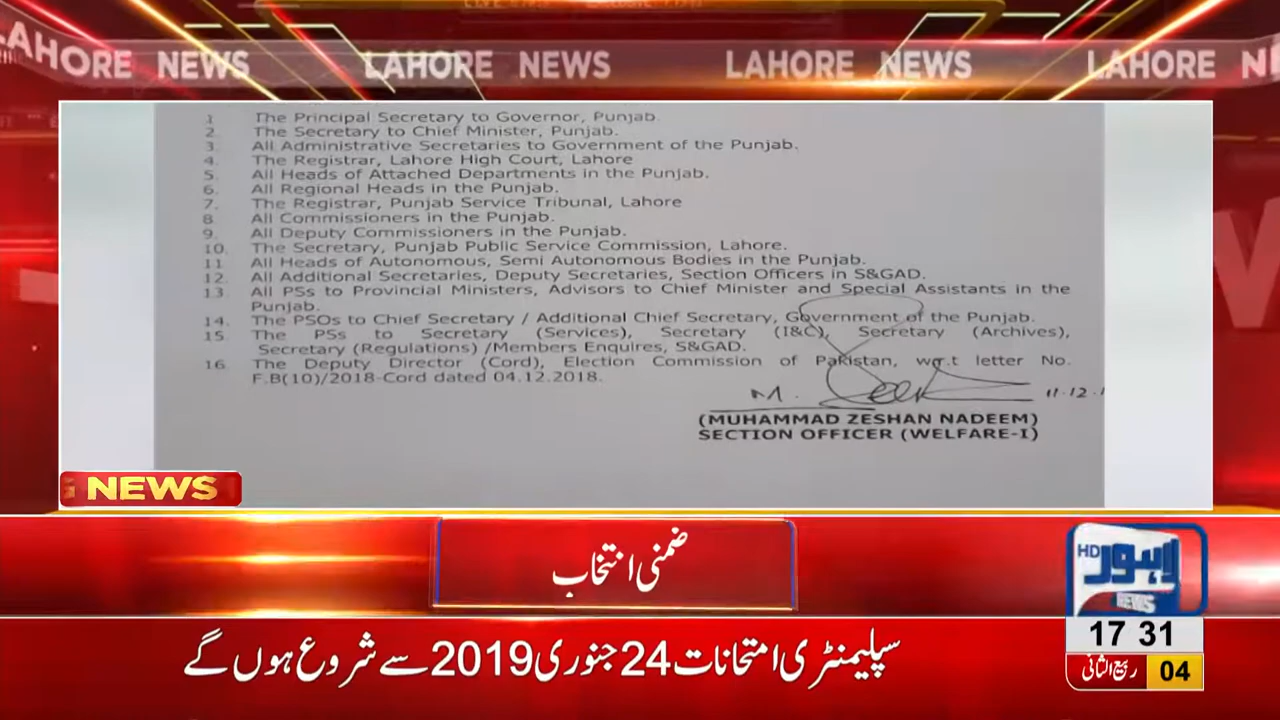 LAHORE NEWS LAHORE NEWS LAHORE NEWS LAHORE
1 The Principal Secretary to Governor, Punjab.
2. The Secretary to Chief Minister, Punjab.
3. All Administrative Secretaries to Government of the Punjab.
4. The Registrar, Lahore High Court, Lahore
5. All Heads of Attached Departments in the Punjab.
6. All Regional Heads in the Punjab.
7. The Registrar, Punjab Service Tribunal, Lahore
8 All Commissioners in the Punjab.
9. All Deputy Commissioners in the Punjab.
10. The Secretary, Punjab Public Service Commission, Lahore.
11 All Heads of Autonomous, Semi Autonomous Bodies in the Punjab.
12. All Additional Secretaries, Deputy Secretaries, Section Officers in S&GAD.
13. All PSs to Provincial Ministers, Advisors to Chief Minister and Special Assistants in the
Punjab.
14. The PSOs to Chief Secretary / Additional Chief Secretary, Government of the Punjab.
15. The PSs to Secretary (Services), Secretary (I&C), Secretary (Archives),
Secretary (Regulations) /Members Enquires, S&GAD.
16. The Deputy Director (Cord), Election Commission of Pakistan, w.r.t letter No.
F.B(10)/2018-Cord dated 04.12.2018.
11.12.1
(MUHAMMAD ZESHAN NADEEM)
SECTION OFFICER (WELFARE-I)
NEWS
ضمنی انتخاب
سپلیمنٹری امتحانات 24 جنوری 2019 سے شروع ہوں گے
HD لاہور
NEWS
17 31
04 ربیع الثانی